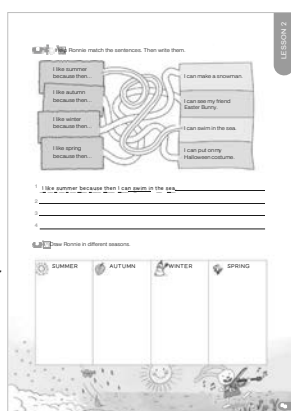 LESSON 2
Help Ronnie match the sentences. Then write them.
I like summer
because then...
I like autumn
because then...
I like winter
because then...
I like spring
because then...
I can make a snowman.
I can see my friend
Easter Bunny.
I can swim in the sea.
I can put on my
Halloween costume.
1 I like summer because then I can swim in the sea.
2
3
4
Draw Ronnie in different seasons.
SUMMER
AUTUMN
WINTER
SPRING